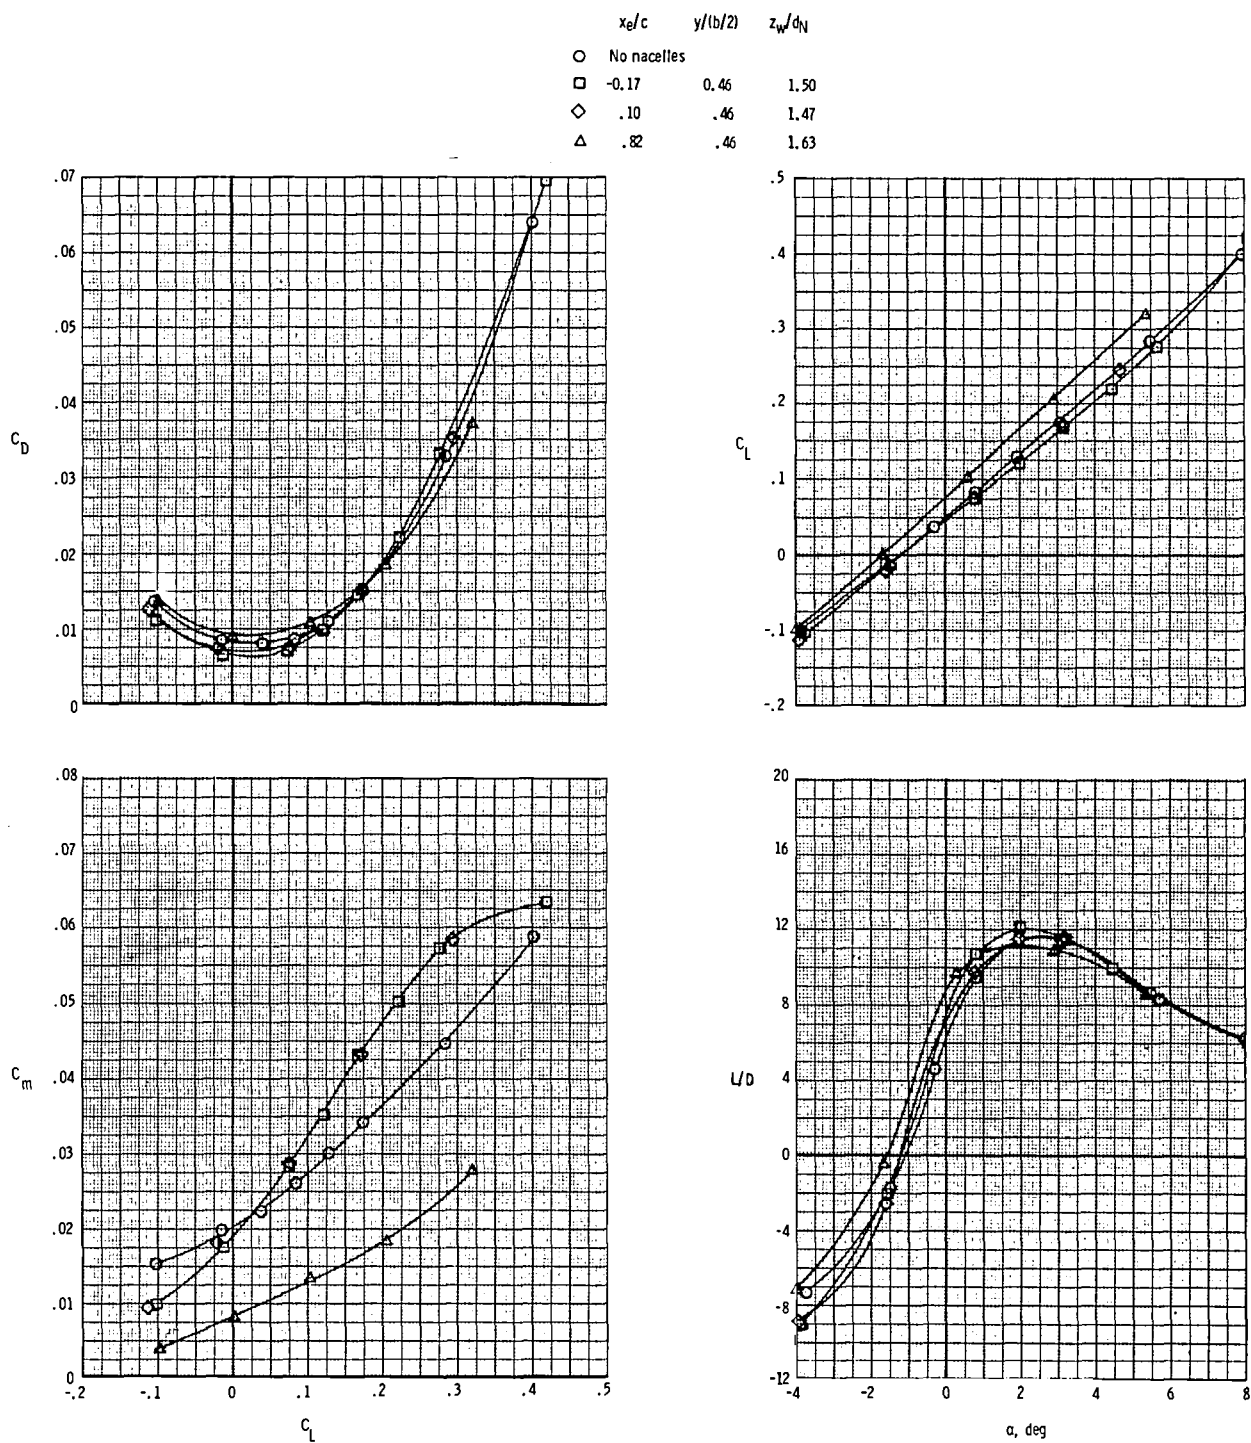 x_e/c y/(b/2) z_w/d_N
No nacelles
-0.17 0.46 1.50
.10 .46 1.47
.82 .46 1.63
.07
.06
.05
.04
C_D
.03
.02
.01
0
.5
.4
.3
.2
C_L
.1
0
-.1
-.2
.08
.07
.06
.05
C_m
.04
.03
.02
.01
0
-.2 -.1 0 .1 .2 .3 .4 .5
C_L
20
16
12
8
L/D
4
0
-4
-8
-12
-4 -2 0 2 4 6 8
α, deg